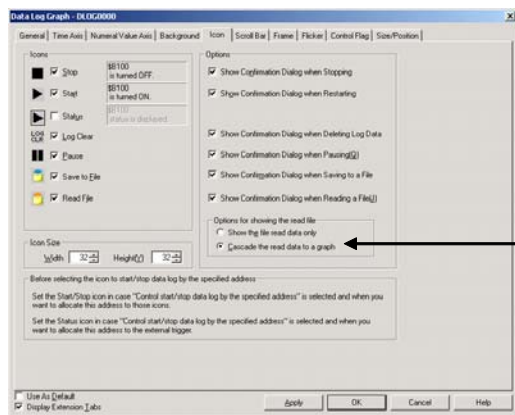 Data Log Graph - DLOG0000
General Time Axis Numeral Value Axis Background Icon Scroll Bar Frame Flicker Control Flag Size/Position
Icons
Stop
$B100
is turned OFF.
Start
$B100
is turned ON.
Status
$B100
status is displayed
LOG
CLR
Log Clear
Pause
Save to File
Read File
Icon Size
Width 32 Height(Y) 32
Options
Show Confirmation Dialog when Stopping
Show Confirmation Dialog when Restarting
Show Confirmation Dialog when Deleting Log Data
Show Confirmation Dialog when Pausing(Q)
Show Confirmation Dialog when Saving to a File
Show Confirmation Dialog when Reading a File(J)
Options for showing the read file
Show the file read data only
Cascade the read data to a graph
Before selecting the icon to start/stop data log by the specified address
Set the Start/Stop icon in case "Control start/stop data log by the specified address" is selected and when you
want to allocate this address to those icons.
Set the Status icon in case "Control start/stop data log by the specified address" is selected and when you
want to allocate this address to the external trigger.
Use As Default
Display Extension Tabs
Apply OK Cancel Help